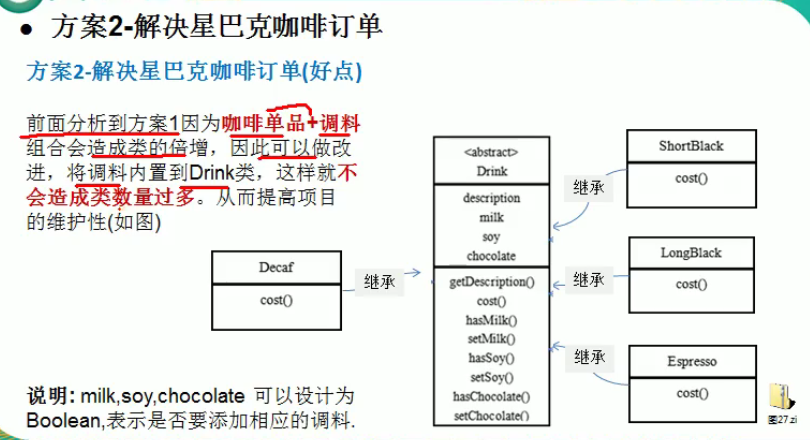 方案2-解决星巴克咖啡订单
方案2-解决星巴克咖啡订单(好点)
前面分析到方案1因为咖啡单品+调料
组合会造成类的倍增，因此可以做改
进，将调料内置到Drink类，这样就不
会造成类数量过多。从而提高项目
的维护性(如图)
<abstract>
Drink
description
milk
soy
chocolate
getDescription()
cost()
hasMilk()
setMilk()
hasSoy()
setSoy()
hasChocolate()
setChocolate()
Decaf
cost()
继承
ShortBlack
cost()
继承
LongBlack
cost()
继承
Espresso
cost()
继承
说明: milk,soy,chocolate 可以设计为
Boolean,表示是否要添加相应的调料.
图27.zi